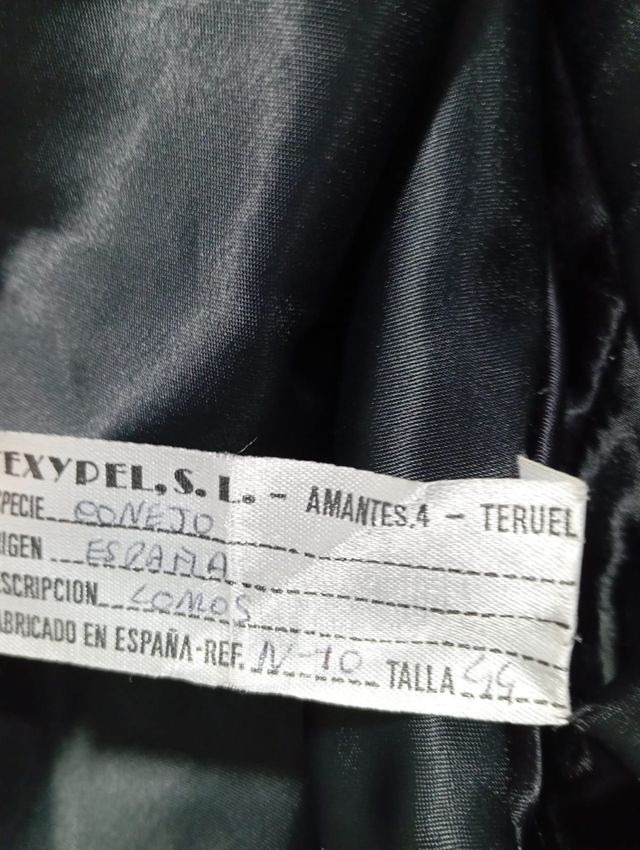 EXYPEL, S. L. - AMANTES, 4 - TERUEL
PECIE CONEJO
IGEN ESPAÑA
SCRIPCION LOMOS
ABRICADO EN ESPAÑA-REF. N-10 TALLA 44